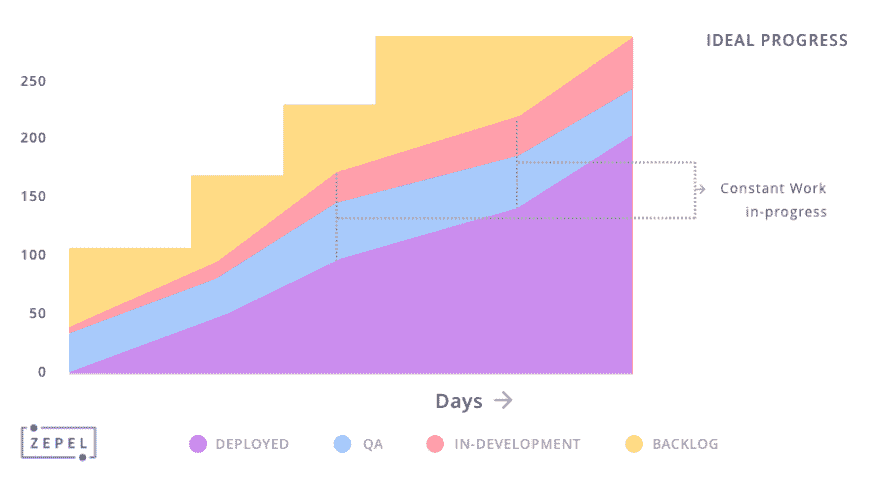 IDEAL PROGRESS
250
200
150
100
50
0
Constant Work
in-progress
Days →
ZEPEL
DEPLOYED
QA
IN-DEVELOPMENT
BACKLOG